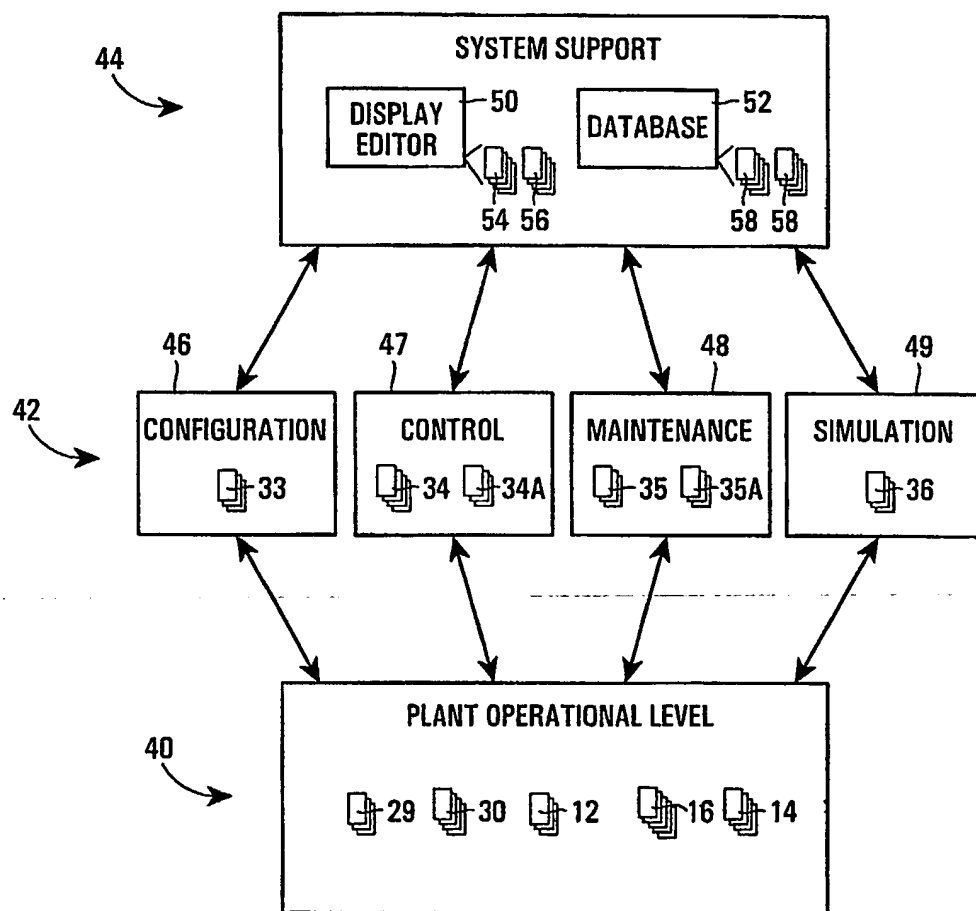 SYSTEM SUPPORT
44
DISPLAY
EDITOR
50
DATABASE
52
54 56
58 58
46
47
48
49
42
CONFIGURATION
33
CONTROL
34 34A
MAINTENANCE
35 35A
SIMULATION
36
PLANT OPERATIONAL LEVEL
40
29 30 12 16 14